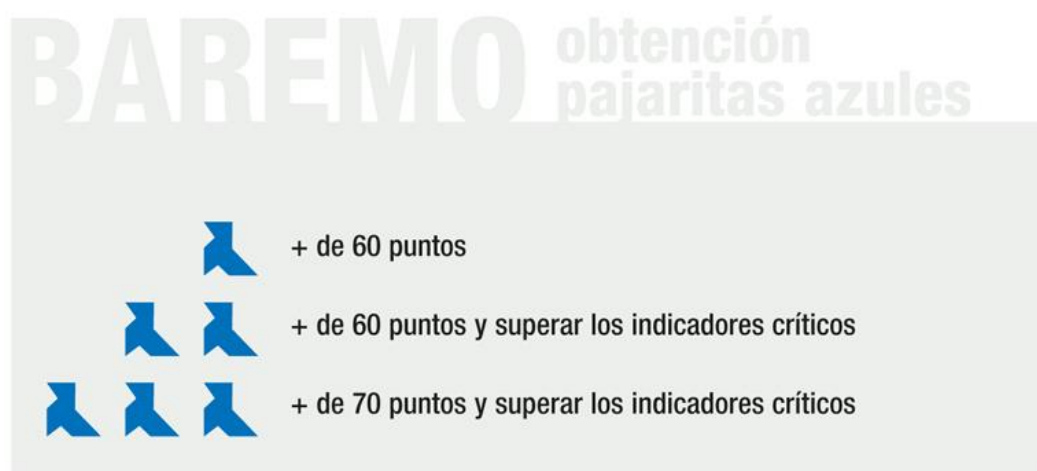 BAREMO
obtención
pajaritas azules
+ de 60 puntos
+ de 60 puntos y superar los indicadores críticos
+ de 70 puntos y superar los indicadores críticos